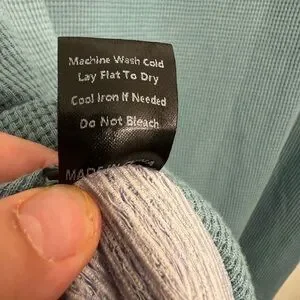 Machine Wash Cold
Lay Flat To Dry
Cool Iron If Needed
Do Not Bleach